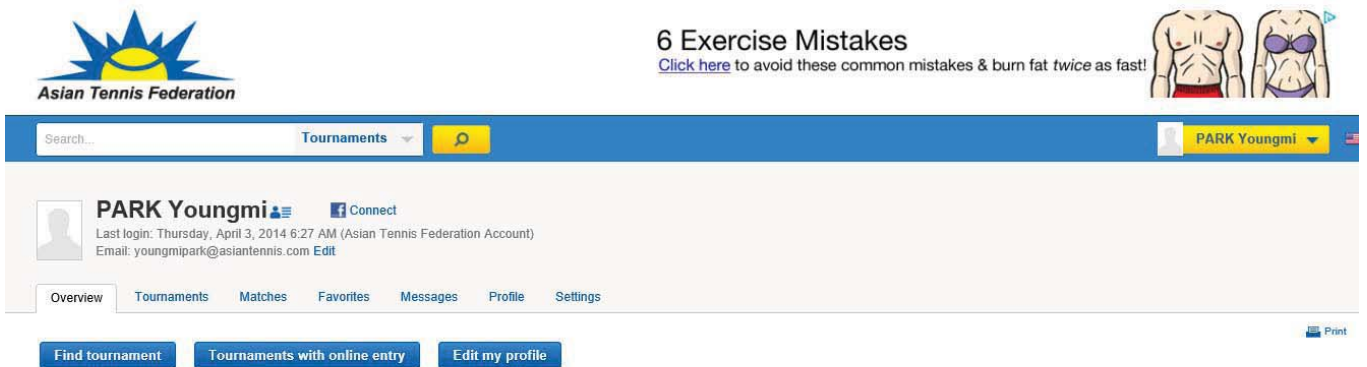 Asian Tennis Federation
6 Exercise Mistakes
Click here to avoid these common mistakes & burn fat twice as fast!
Search... Tournaments PARK Youngmi
PARK Youngmi Connect
Last login: Thursday, April 3, 2014 6:27 AM (Asian Tennis Federation Account)
Email: youngmipark@asiantennis.com Edit
Overview Tournaments Matches Favorites Messages Profile Settings
Print
Find tournament Tournaments with online entry Edit my profile